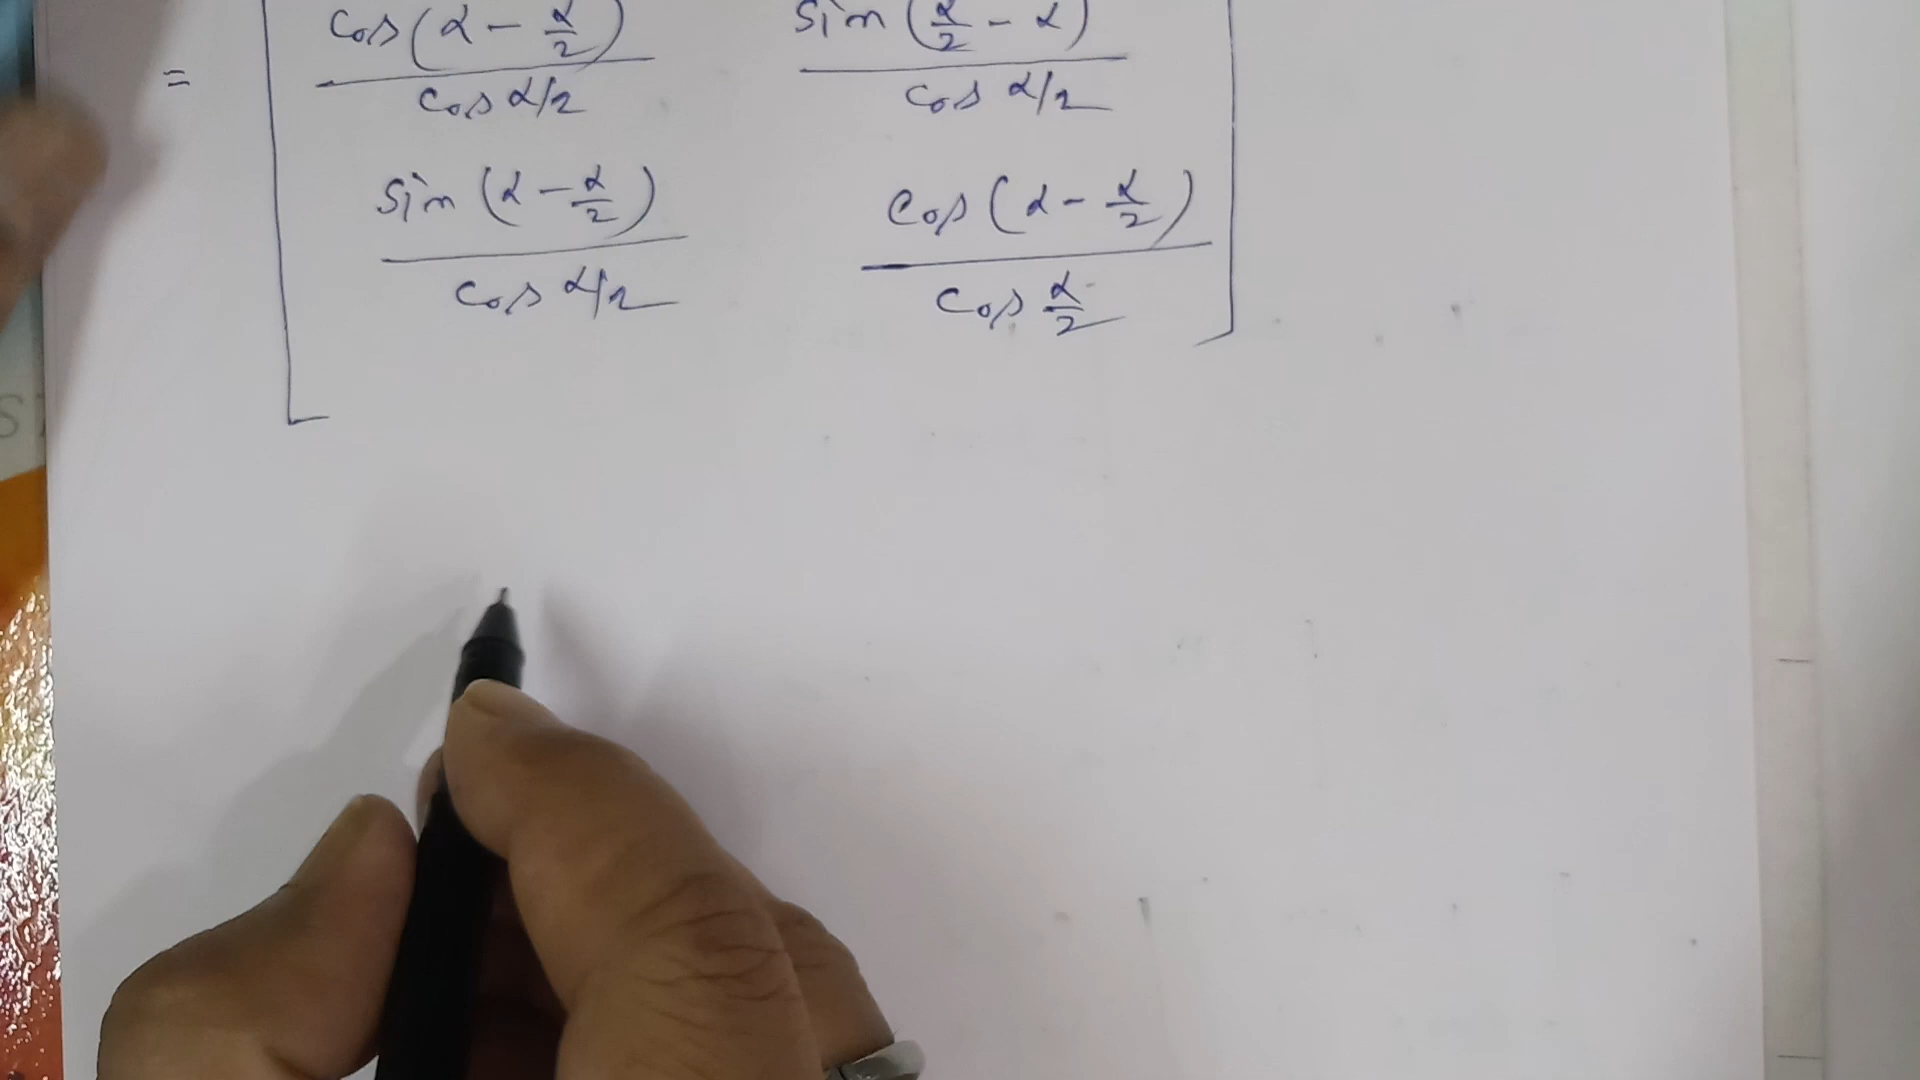 cos(α - α/2) sin(α/2 - α)
= cos α/2 cos α/2
sin(α - α/2) cos(α - α/2)
cos α/2 cos α/2